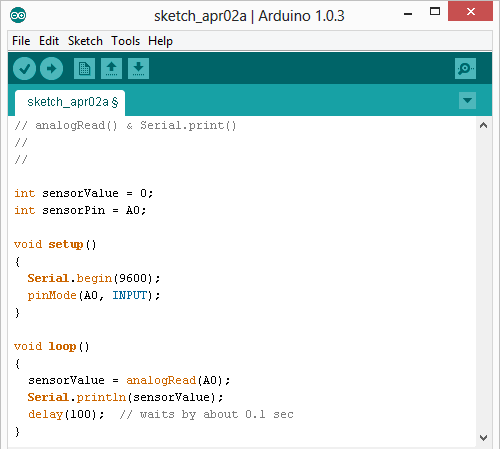 sketch_apr02a | Arduino 1.0.3
File Edit Sketch Tools Help
sketch_apr02a §
// analogRead() & Serial.print()
//
//
int sensorValue = 0;
int sensorPin = A0;
void setup()
{
Serial.begin(9600);
pinMode(A0, INPUT);
}
void loop()
{
sensorValue = analogRead(A0);
Serial.println(sensorValue);
delay(100);  // waits by about 0.1 sec
}